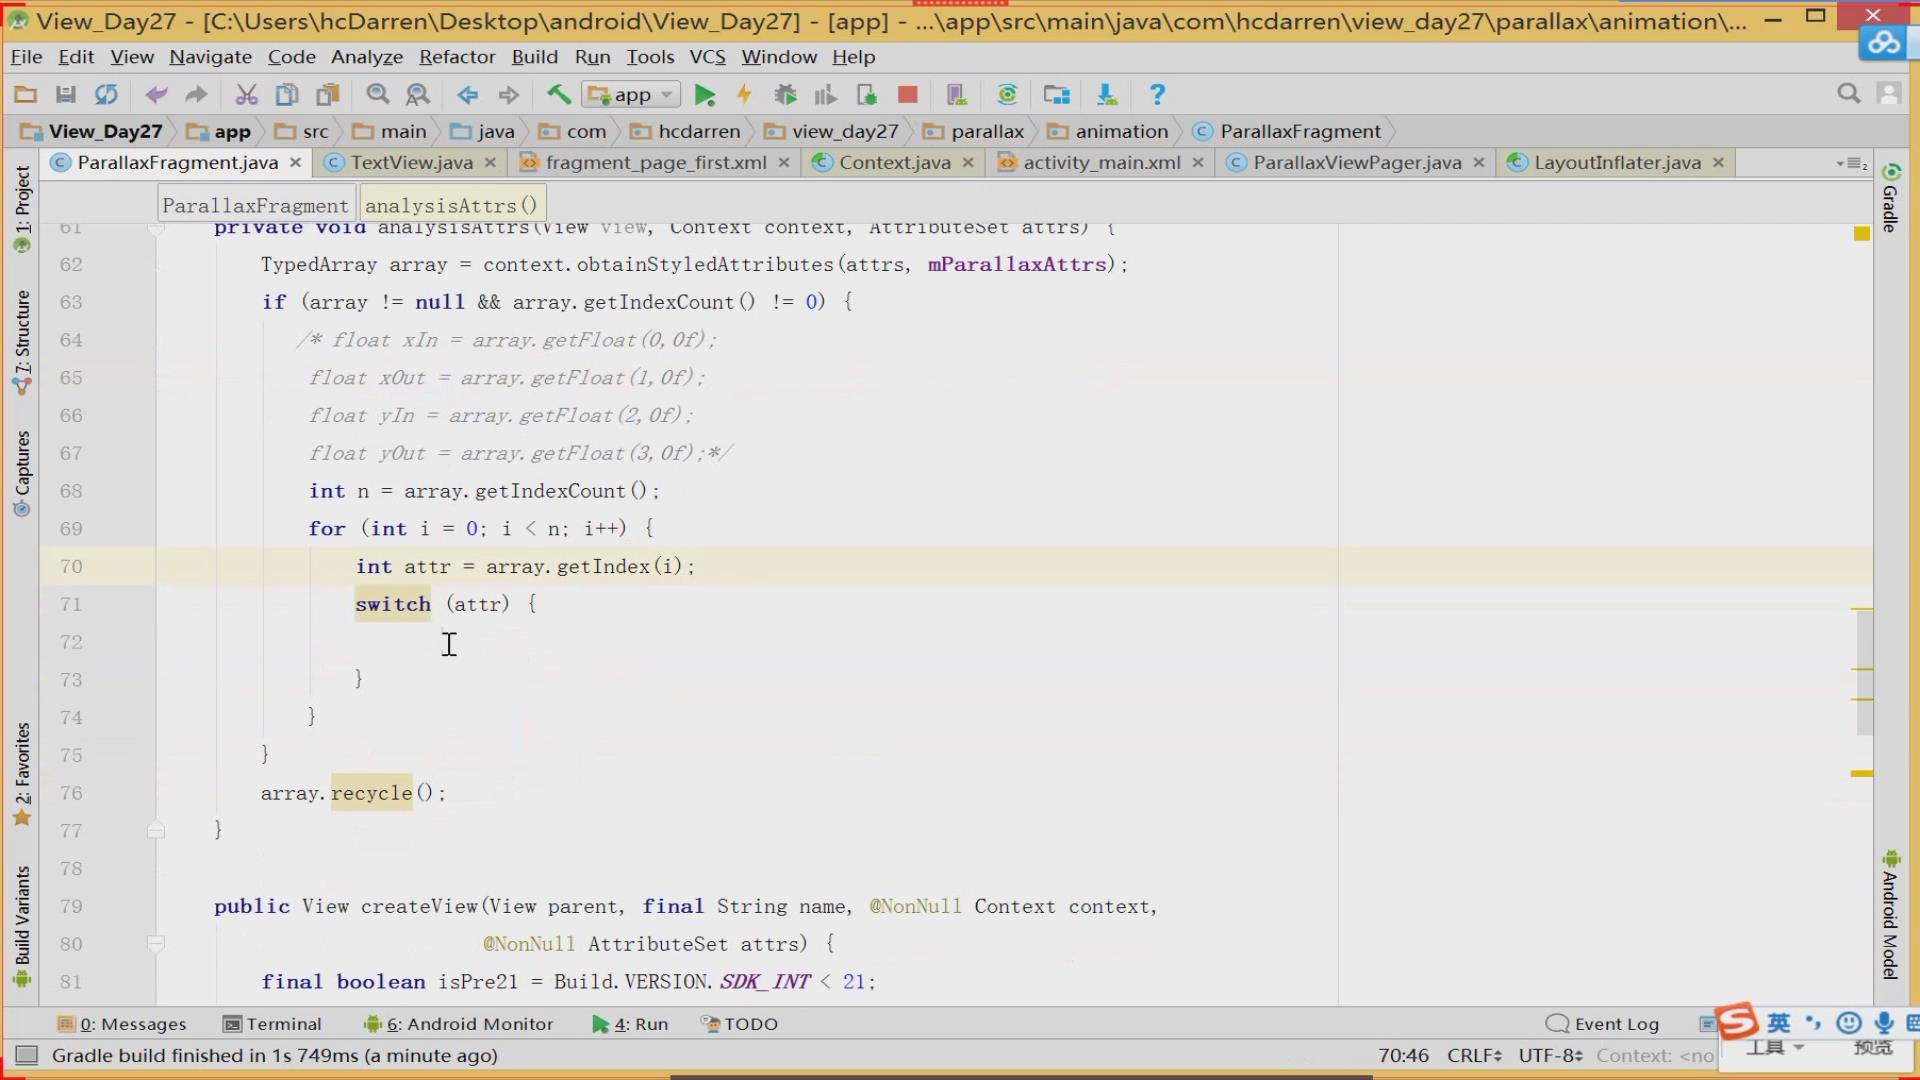 View_Day27 - [C:\Users\hcDarren\Desktop\android\View_Day27] - [app] - ...\app\src\main\java\com\hcdarren\view_day27\parallax\animation\...
File Edit View Navigate Code Analyze Refactor Build Run Tools VCS Window Help
app
View_Day27 app src main java com hcdarren view_day27 parallax animation ParallaxFragment
ParallaxFragment.java TextView.java fragment_page_first.xml Context.java activity_main.xml ParallaxViewPager.java LayoutInflater.java
ParallaxFragment analysisAttrs()
61 private void analysisAttrs(View view, Context context, AttributeSet attrs) {
62 TypedArray array = context.obtainStyledAttributes(attrs, mParallaxAttrs);
63 if (array != null && array.getIndexCount() != 0) {
64 /* float xIn = array.getFloat(0,0f);
65 float xOut = array.getFloat(1,0f);
66 float yIn = array.getFloat(2,0f);
67 float yOut = array.getFloat(3,0f);*/
68 int n = array.getIndexCount();
69 for (int i = 0; i < n; i++) {
70 int attr = array.getIndex(i);
71 switch (attr) {
72
73 }
74 }
75 }
76 array.recycle();
77 }
78
79 public View createView(View parent, final String name, @NonNull Context context,
80 @NonNull AttributeSet attrs) {
81 final boolean isPre21 = Build.VERSION.SDK_INT < 21;
1: Project
7: Structure
Captures
2: Favorites
Build Variants
Gradle
Android Model
0: Messages Terminal 6: Android Monitor 4: Run TODO Event Log
英
Gradle build finished in 1s 749ms (a minute ago) 70:46 CRLF UTF-8 Context: <no
工具 预览